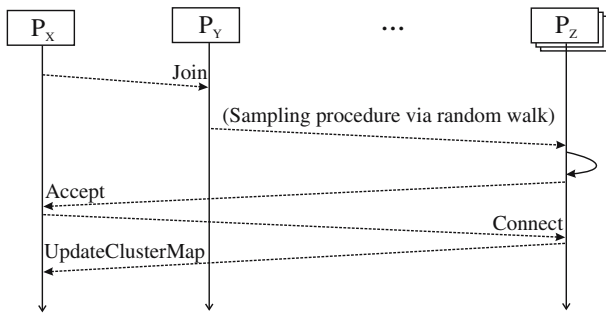 P_X P_Y ... P_Z
Join
(Sampling procedure via random walk)
Accept
Connect
UpdateClusterMap